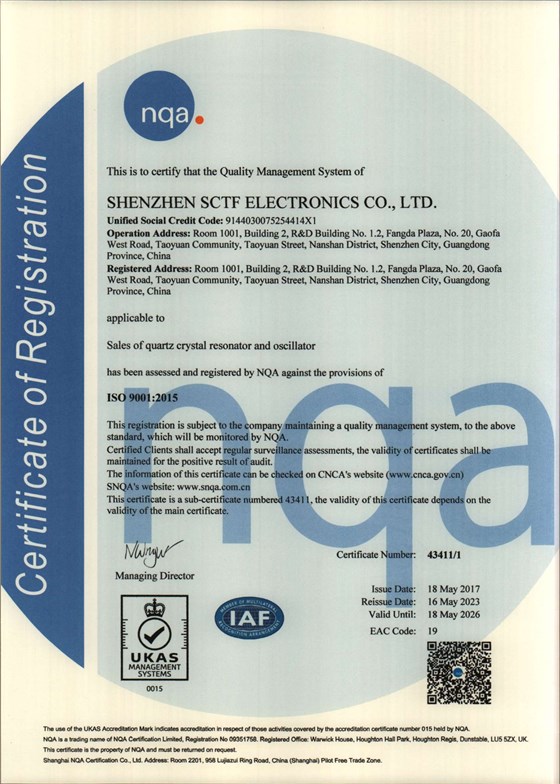 nqa.
Certificate of Registration
This is to certify that the Quality Management System of
SHENZHEN SCTF ELECTRONICS CO., LTD.
Unified Social Credit Code: 9144030075254414X1
Operation Address: Room 1001, Building 2, R&D Building No. 1.2, Fangda Plaza, No. 20, Gaofa
West Road, Taoyuan Community, Taoyuan Street, Nanshan District, Shenzhen City, Guangdong
Province, China
Registered Address: Room 1001, Building 2, R&D Building No. 1.2, Fangda Plaza, No. 20, Gaofa
West Road, Taoyuan Community, Taoyuan Street, Nanshan District, Shenzhen City, Guangdong
Province, China
applicable to
Sales of quartz crystal resonator and oscillator
has been assessed and registered by NQA against the provisions of
ISO 9001:2015
This registration is subject to the company maintaining a quality management system, to the above
standard, which will be monitored by NQA.
Certified Clients shall accept regular surveillance assessments, the validity of certificates shall be
maintained for the positive result of audit.
The information of this certificate can be checked on CNCA's website (www.cnca.gov.cn)
SNQA's website: www.snqa.com.cn
This certificate is a sub-certificate numbered 43411, the validity of this certificate depends on the
validity of the main certificate.
nqa
Managing Director
Certificate Number: 43411/1
Issue Date: 18 May 2017
Reissue Date: 16 May 2023
Valid Until: 18 May 2026
EAC Code: 19
UKAS
MANAGEMENT
SYSTEMS
0015
MEMBER OF MULTILATERAL
IAF
RECOGNITION ARRANGEMENT
The use of the UKAS Accreditation Mark indicates accreditation in respect of those activities covered by the accreditation certificate number 015 held by NQA.
NQA is a trading name of NQA Certification Limited, Registration No 09351758. Registered Office: Warwick House, Houghton Hall Park, Houghton Regis, Dunstable, LU5 5ZX, UK.
This certificate is the property of NQA and must be returned on request.
Shanghai NQA Certification Co., Ltd. Address: Room 2201, 958 Lujiazui Ring Road, China (Shanghai) Pilot Free Trade Zone.